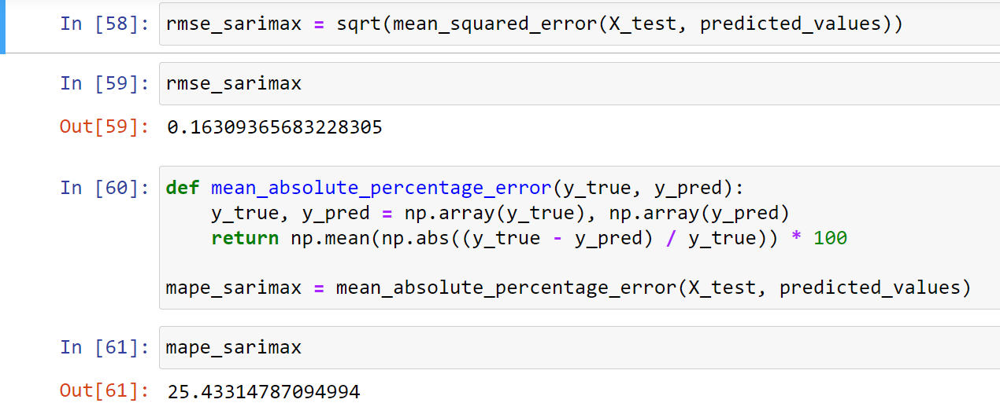 In [58]: rmse_sarimax = sqrt(mean_squared_error(X_test, predicted_values))
In [59]: rmse_sarimax
Out[59]: 0.16309365683228305
In [60]: def mean_absolute_percentage_error(y_true, y_pred):
    y_true, y_pred = np.array(y_true), np.array(y_pred)
    return np.mean(np.abs((y_true - y_pred) / y_true)) * 100
mape_sarimax = mean_absolute_percentage_error(X_test, predicted_values)
In [61]: mape_sarimax
Out[61]: 25.43314787094994